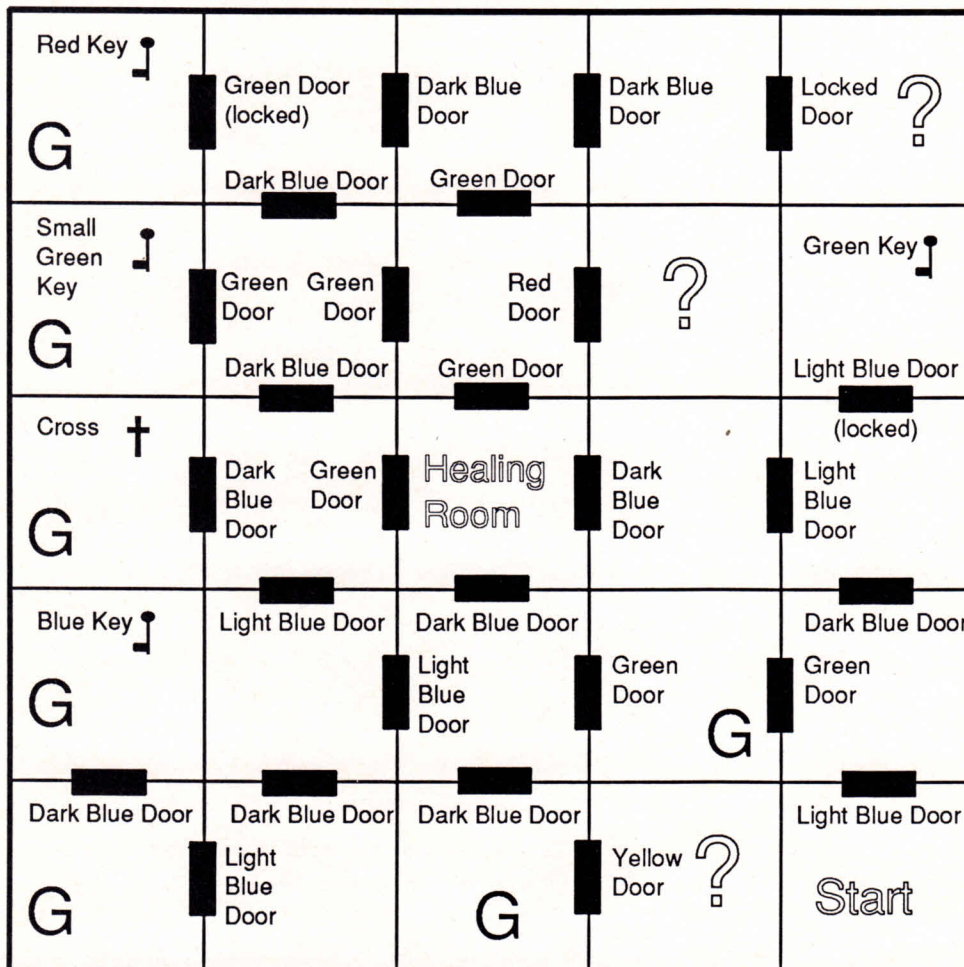 Red Key
G
Green Door
(locked)
Dark Blue
Door
Dark Blue
Door
Locked
Door
?
Dark Blue Door
Green Door
Small
Green
Key
G
Green
Door
Green
Door
Red
Door
?
Green Key
Dark Blue Door
Green Door
Light Blue Door
(locked)
Cross
G
Dark
Blue
Door
Green
Door
Healing
Room
Dark
Blue
Door
Light
Blue
Door
Light Blue Door
Dark Blue Door
Dark Blue Door
Blue Key
G
Light
Blue
Door
Green
Door
G
Green
Door
Dark Blue Door
Dark Blue Door
Dark Blue Door
Light Blue Door
G
Light
Blue
Door
G
Yellow
Door
?
Start